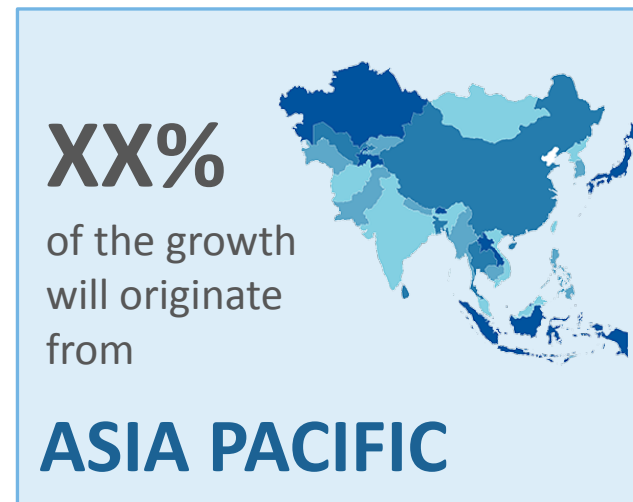 XX%
of the growth
will originate
from
ASIA PACIFIC